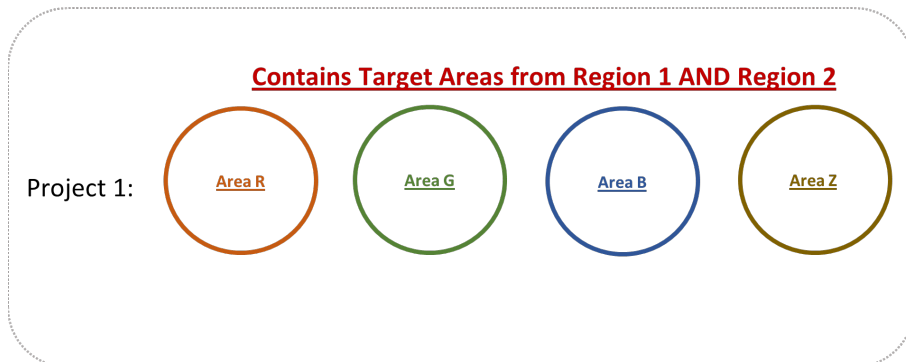 Contains Target Areas from Region 1 AND Region 2
Project 1: Area R Area G Area B Area Z